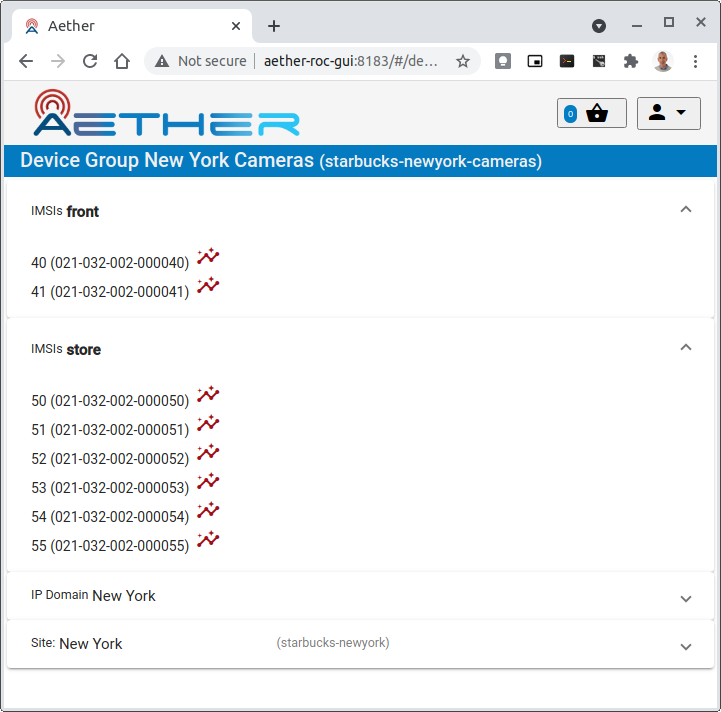 Aether
Not secure | aether-roc-gui:8183/#/de...
AETHER
0
Device Group New York Cameras (starbucks-newyork-cameras)
IMSIs front
40 (021-032-002-000040)
41 (021-032-002-000041)
IMSIs store
50 (021-032-002-000050)
51 (021-032-002-000051)
52 (021-032-002-000052)
53 (021-032-002-000053)
54 (021-032-002-000054)
55 (021-032-002-000055)
IP Domain New York
Site: New York (starbucks-newyork)